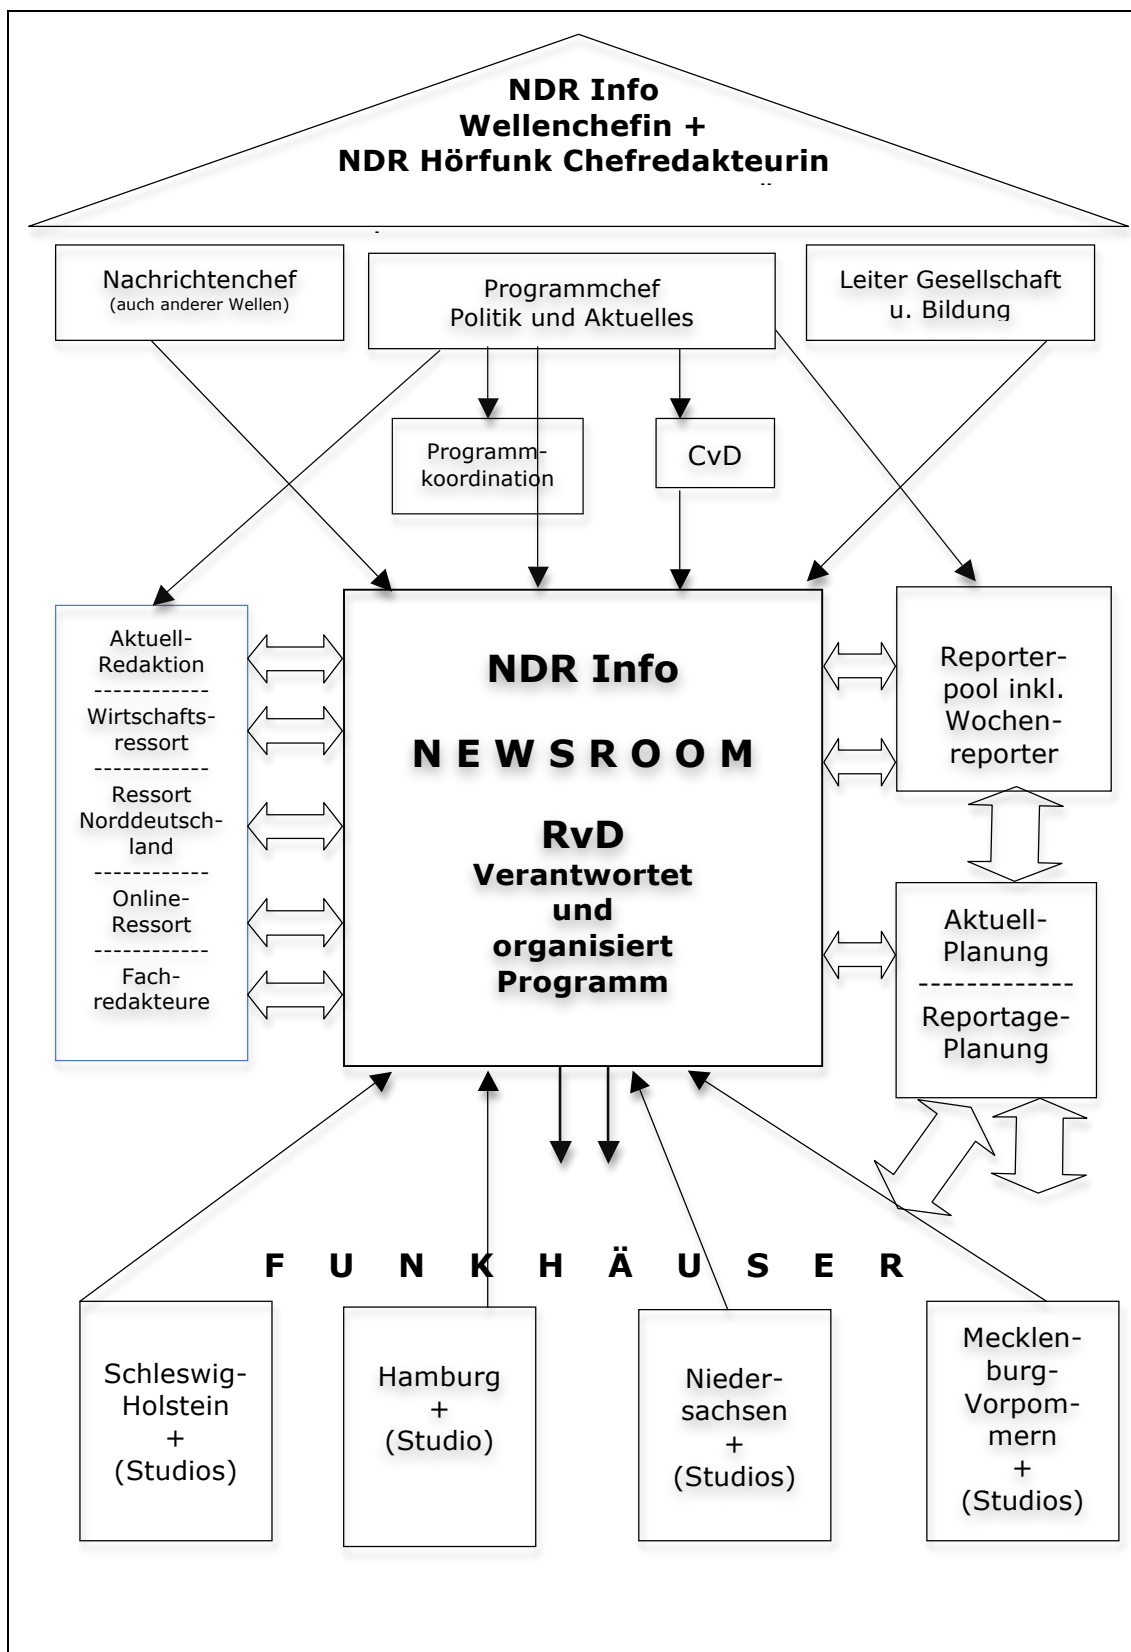 NDR Info
Wellenchefin +
NDR Hörfunk Chefredakteurin
Nachrichtenchef
(auch anderer Wellen)
Programmchef
Politik und Aktuelles
Leiter Gesellschaft
u. Bildung
Programm-
koordination
CvD
Aktuell-
Redaktion
------------
Wirtschafts-
ressort
------------
Ressort
Norddeutsch-
land
------------
Online-
Ressort
------------
Fach-
redakteure
NDR Info
N E W S R O O M
RvD
Verantwortet
und
organisiert
Programm
Reporter-
pool inkl.
Wochen-
reporter
Aktuell-
Planung
-------------
Reportage-
Planung
F U N K H Ä U S E R
Schleswig-
Holstein
+
(Studios)
Hamburg
+
(Studio)
Nieder-
sachsen
+
(Studios)
Mecklen-
burg-
Vorpom-
mern
+
(Studios)